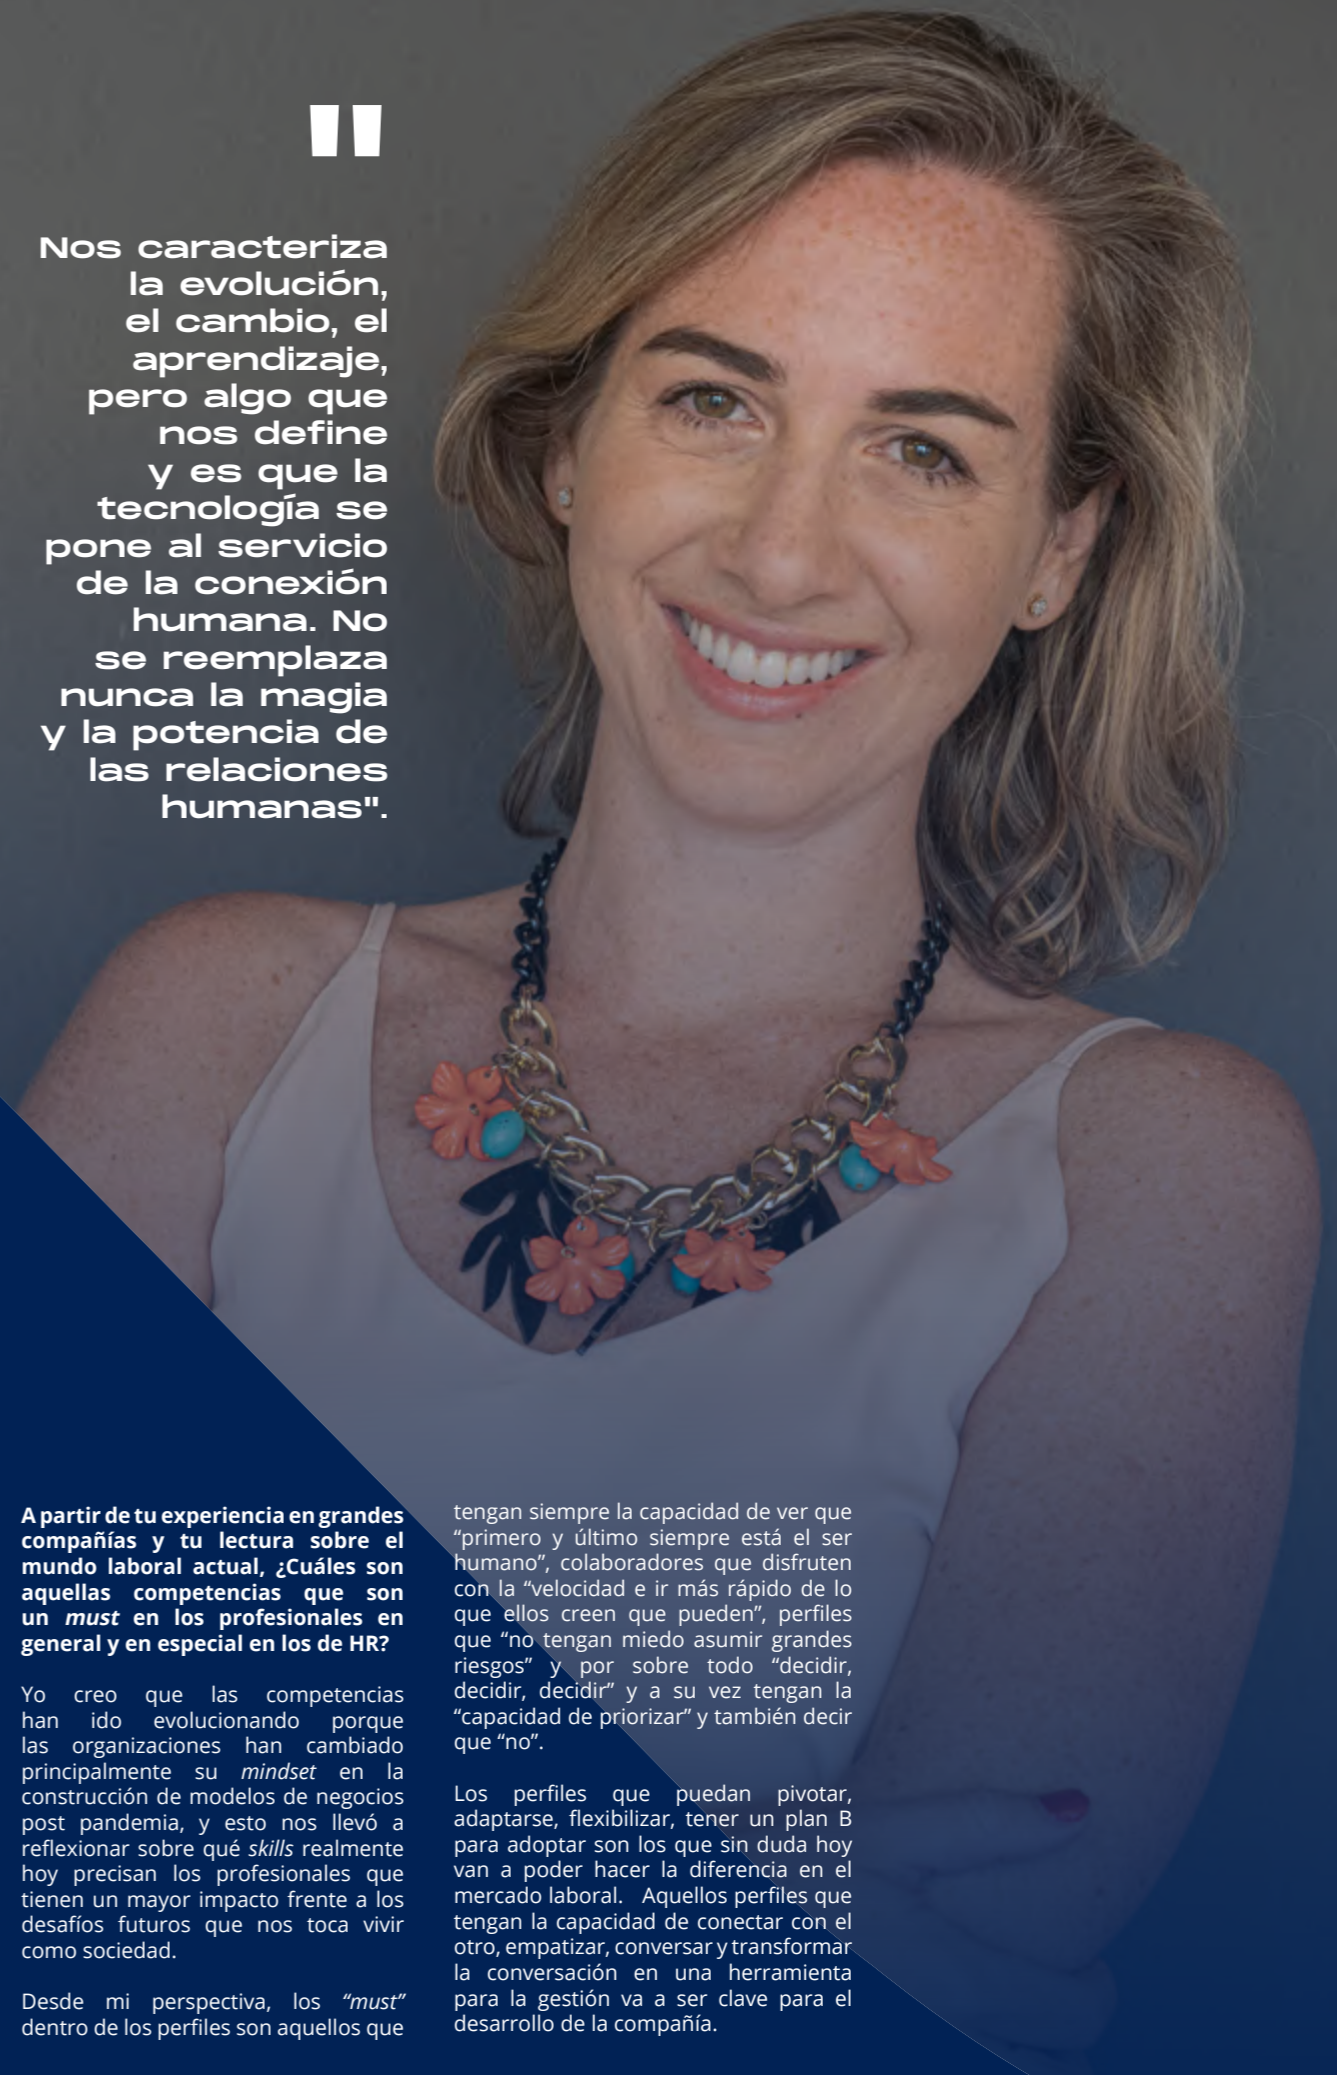 "
Nos caracteriza
la evolución,
el cambio, el
aprendizaje,
pero algo que
nos define
y es que la
tecnología se
pone al servicio
de la conexión
humana. No
se reemplaza
nunca la magia
y la potencia de
las relaciones
humanas".
A partir de tu experiencia en grandes
compañías y tu lectura sobre el
mundo laboral actual, ¿Cuáles son
aquellas competencias que son
un must en los profesionales en
general y en especial en los de HR?
Yo creo que las competencias
han ido evolucionando porque
las organizaciones han cambiado
principalmente su mindset en la
construcción de modelos de negocios
post pandemia, y esto nos llevó a
reflexionar sobre qué skills realmente
hoy precisan los profesionales que
tienen un mayor impacto frente a los
desafíos futuros que nos toca vivir
como sociedad.
Desde mi perspectiva, los “must”
dentro de los perfiles son aquellos que
tengan siempre la capacidad de ver que
“primero y último siempre está el ser
humano”, colaboradores que disfruten
con la “velocidad e ir más rápido de lo
que ellos creen que pueden”, perfiles
que “no tengan miedo asumir grandes
riesgos” y por sobre todo “decidir,
decidir, decidir” y a su vez tengan la
“capacidad de priorizar” y también decir
que “no”.
Los perfiles que puedan pivotar,
adaptarse, flexibilizar, tener un plan B
para adoptar son los que sin duda hoy
van a poder hacer la diferencia en el
mercado laboral. Aquellos perfiles que
tengan la capacidad de conectar con el
otro, empatizar, conversar y transformar
la conversación en una herramienta
para la gestión va a ser clave para el
desarrollo de la compañía.